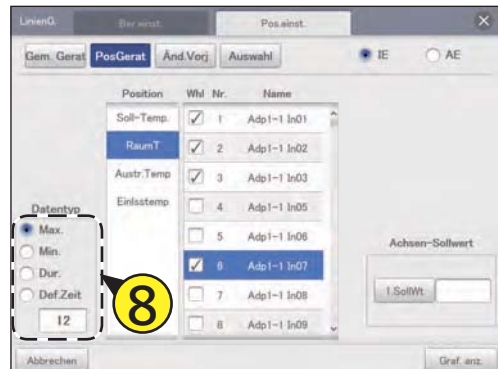 LinienG. Ber.einst. Pos.einst.
Gem. Gerat PosGerat Änd.Vorj Auswahl IE AE
Position Whl Nr. Name
Soll-Temp. 1 Adp1-1 In01
RaumT 2 Adp1-1 In02
Austr.Temp 3 Adp1-1 In03
Einlsstemp 4 Adp1-1 In05
5 Adp1-1 In06
6 Adp1-1 In07
7 Adp1-1 In08
8 Adp1-1 In09
Datentyp
Max.
Min.
Dur.
Def.Zeit
12
8
Achsen-Sollwert
1.SollWt
Abbrechen Graf. anz.